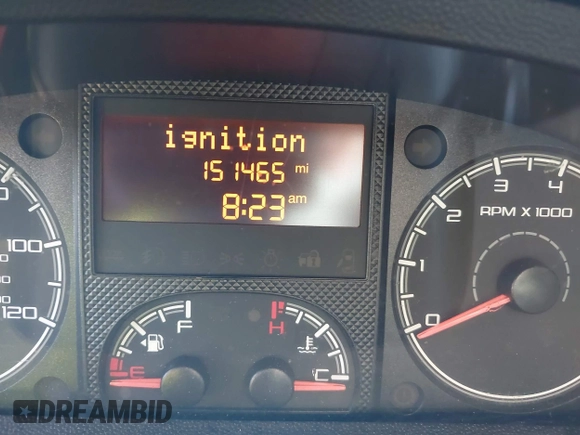 ignition
151465 mi
8:23 am
1
2
3
4
RPM X 1000
0
100
120
F
H
E
C
DREAMBID